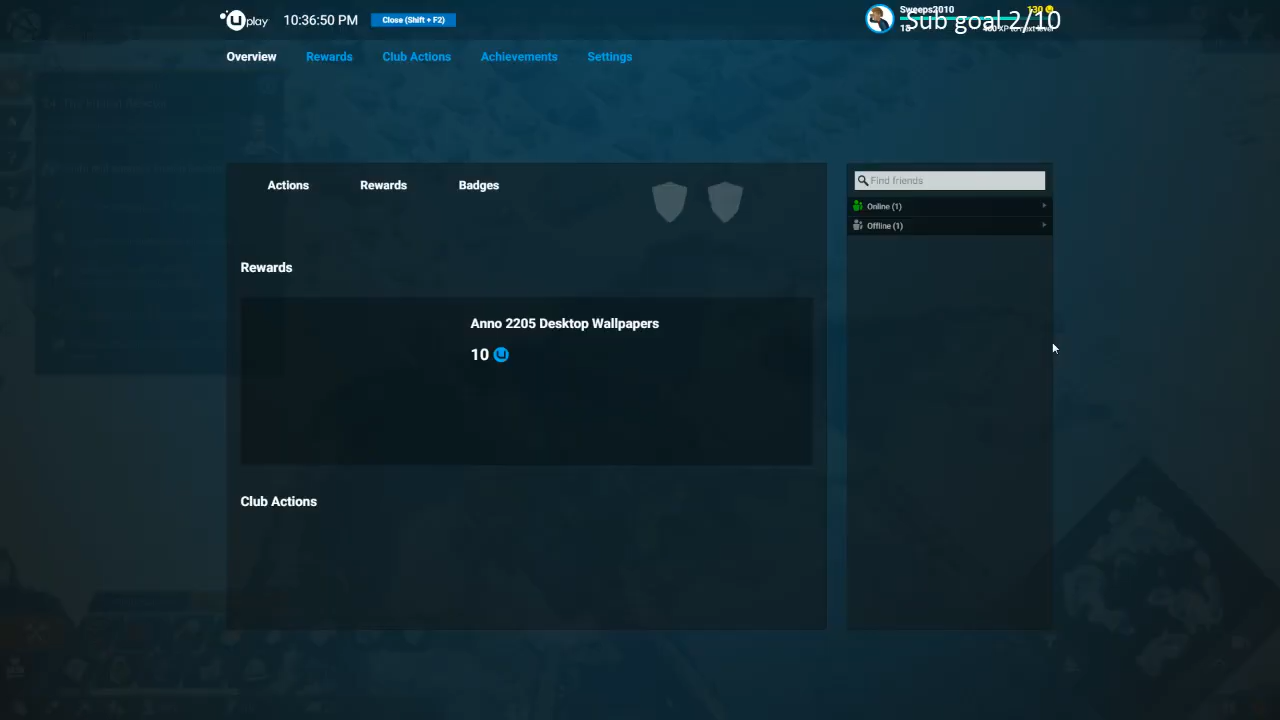 uplay 10:36:50 PM Close (Shift + F2)
Sweeps2010 130
Sub goal 2/10
Overview Rewards Club Actions Achievements Settings
Actions Rewards Badges
Find friends
Online (1)
Offline (1)
Rewards
Anno 2205 Desktop Wallpapers
10
Club Actions